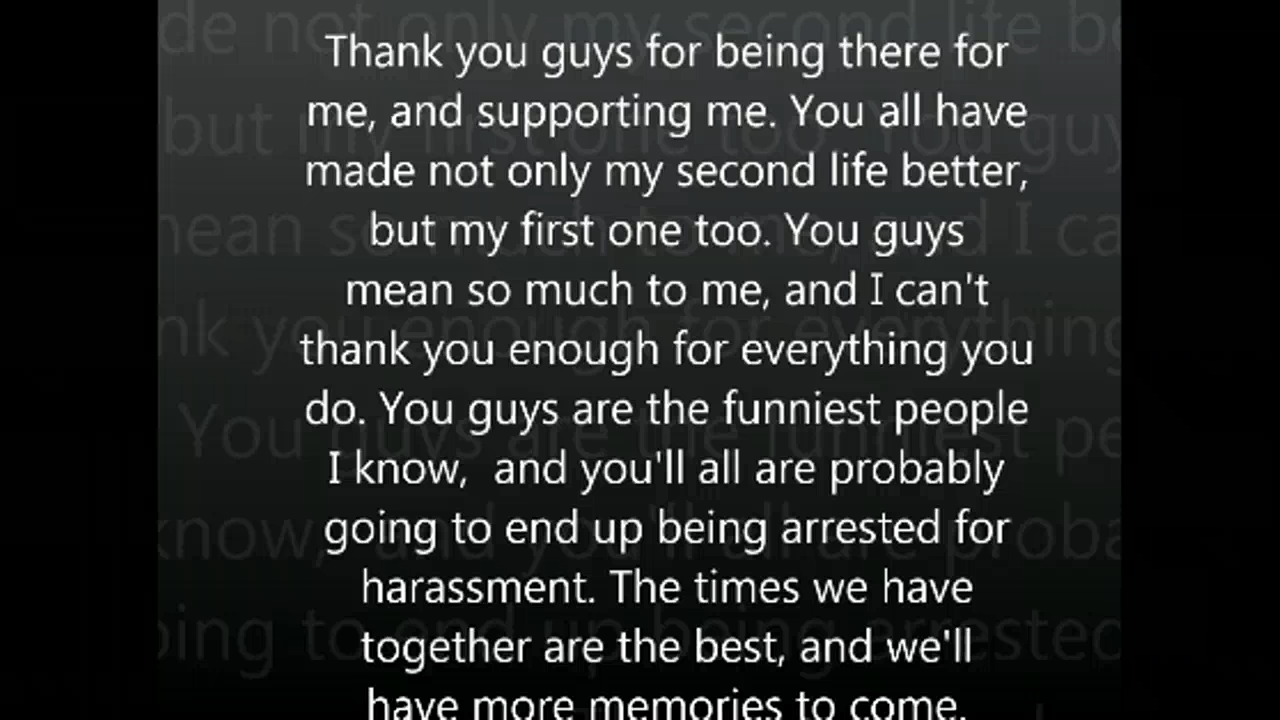 Thank you guys for being there for
me, and supporting me. You all have
made not only my second life better,
but my first one too. You guys
mean so much to me, and I can't
thank you enough for everything you
do. You guys are the funniest people
I know,  and you'll all are probably
going to end up being arrested for
harassment. The times we have
together are the best, and we'll
have more memories to come.